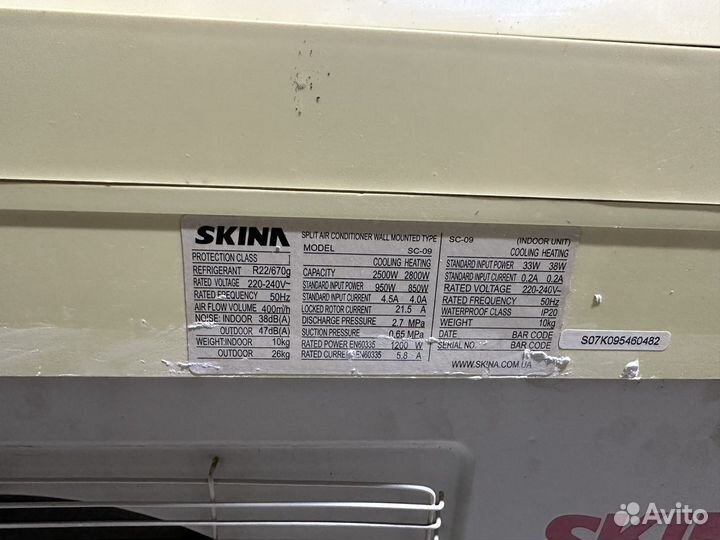 SKINA
PROTECTION CLASS
REFRIGERANT R22/670g
RATED VOLTAGE 220-240V~
RATED FREQUENCY 50Hz
AIR FLOW VOLUME 400m/h
NOISE: INDOOR 38dB(A)
OUTDOOR 47dB(A)
WEIGHT:INDOOR 10kg
OUTDOOR 26kg
SPLIT AIR CONDITIONER WALL MOUNTED TYPE
MODEL SC-09
COOLING HEATING
CAPACITY 2500W 2800W
STANDARD INPUT POWER 950W 850W
STANDARD INPUT CURRENT 4.5A 4.0A
LOCKED ROTOR CURRENT 21.5 A
DISCHARGE PRESSURE 2.7 MPa
SUCTION PRESSURE 0.65 MPa
RATED POWER EN60335 1200 W
RATED CURRENT EN60335 5.8 A
SC-09 (INDOOR UNIT)
COOLING HEATING
STANDARD INPUT POWER 33W 38W
STANDARD INPUT CURRENT 0.2A 0.2A
RATED VOLTAGE 220-240V~
RATED FREQUENCY 50Hz
WATERPROOF CLASS IP20
WEIGHT 10kg
DATE BAR CODE
SERIAL NO. BAR CODE
WWW.SKINA.COM.UA
S07K095460482
SKI
Avito